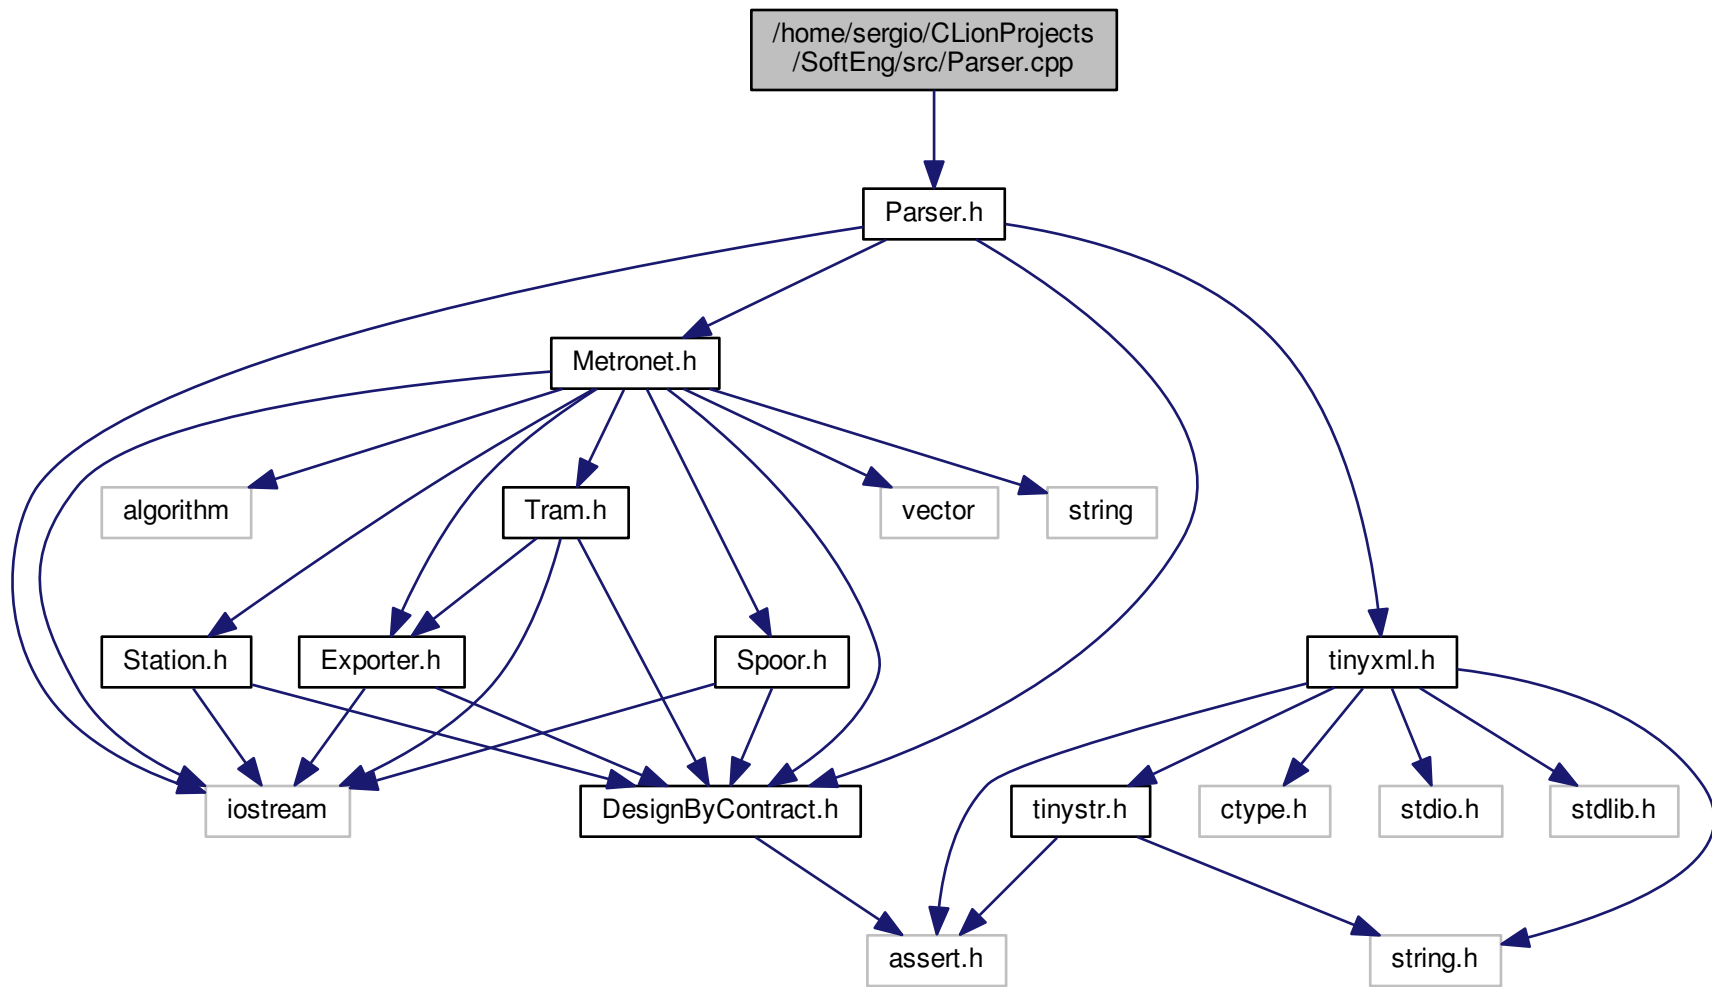 /home/sergio/CLionProjects
/SoftEng/src/Parser.cpp
Parser.h
Metronet.h
algorithm
Tram.h
vector
string
Station.h
Exporter.h
Spoor.h
tinyxml.h
iostream
DesignByContract.h
tinystr.h
ctype.h
stdio.h
stdlib.h
assert.h
string.h